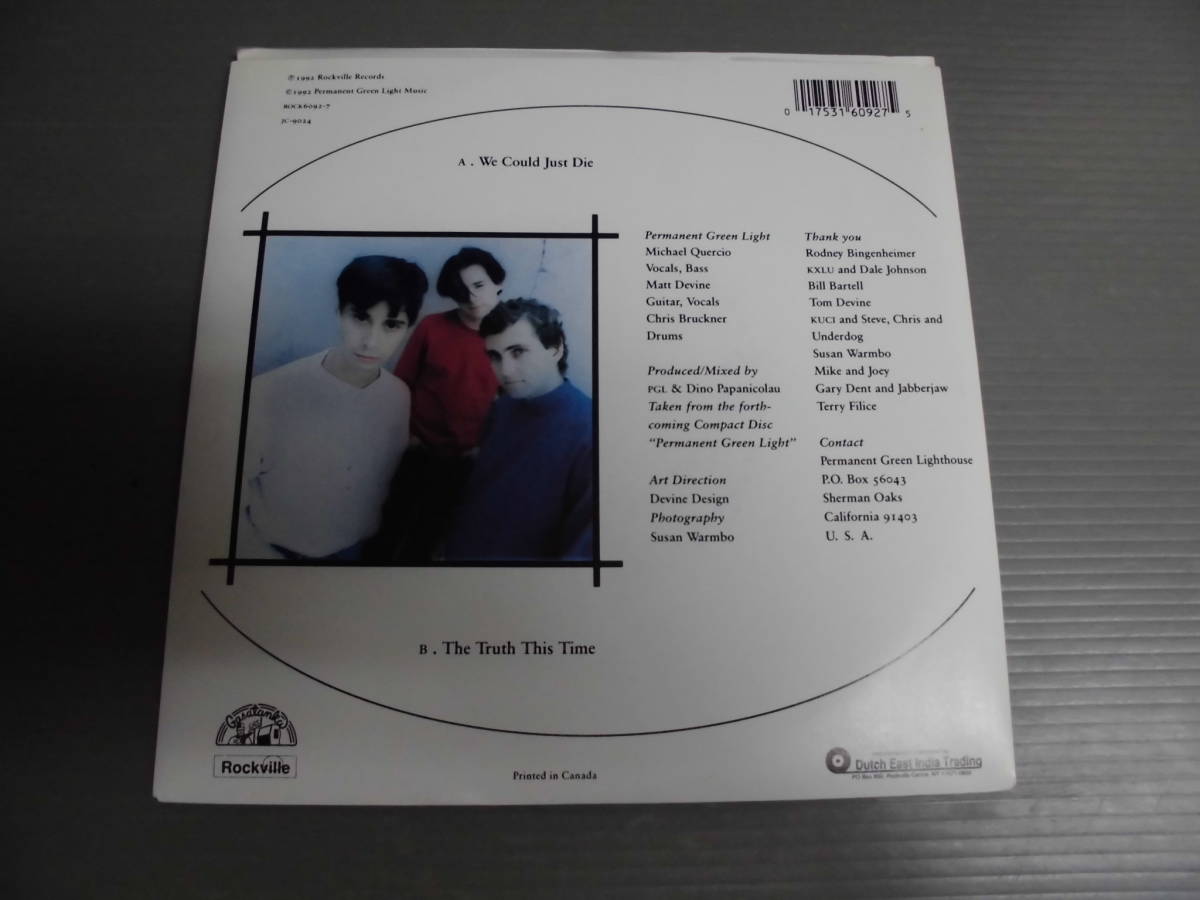 ℗1992 Rockville Records
©1992 Permanent Green Light Music
ROCK6092-7
JC-9024
0 17531 60927 5
A . We Could Just Die
Permanent Green Light
Michael Quercio
Vocals, Bass
Matt Devine
Guitar, Vocals
Chris Bruckner
Drums
Produced/Mixed by
PGL & Dino Papanicolau
Taken from the forth-
coming Compact Disc
"Permanent Green Light"
Art Direction
Devine Design
Photography
Susan Warmbo
Thank you
Rodney Bingenheimer
KXLU and Dale Johnson
Bill Bartell
Tom Devine
KUCI and Steve, Chris and
Underdog
Susan Warmbo
Mike and Joey
Gary Dent and Jabberjaw
Terry Filice
Contact
Permanent Green Lighthouse
P.O. Box 56043
Sherman Oaks
California 91403
U. S. A.
B . The Truth This Time
Gasatanka
Rockville
Printed in Canada
Dutch East India Trading